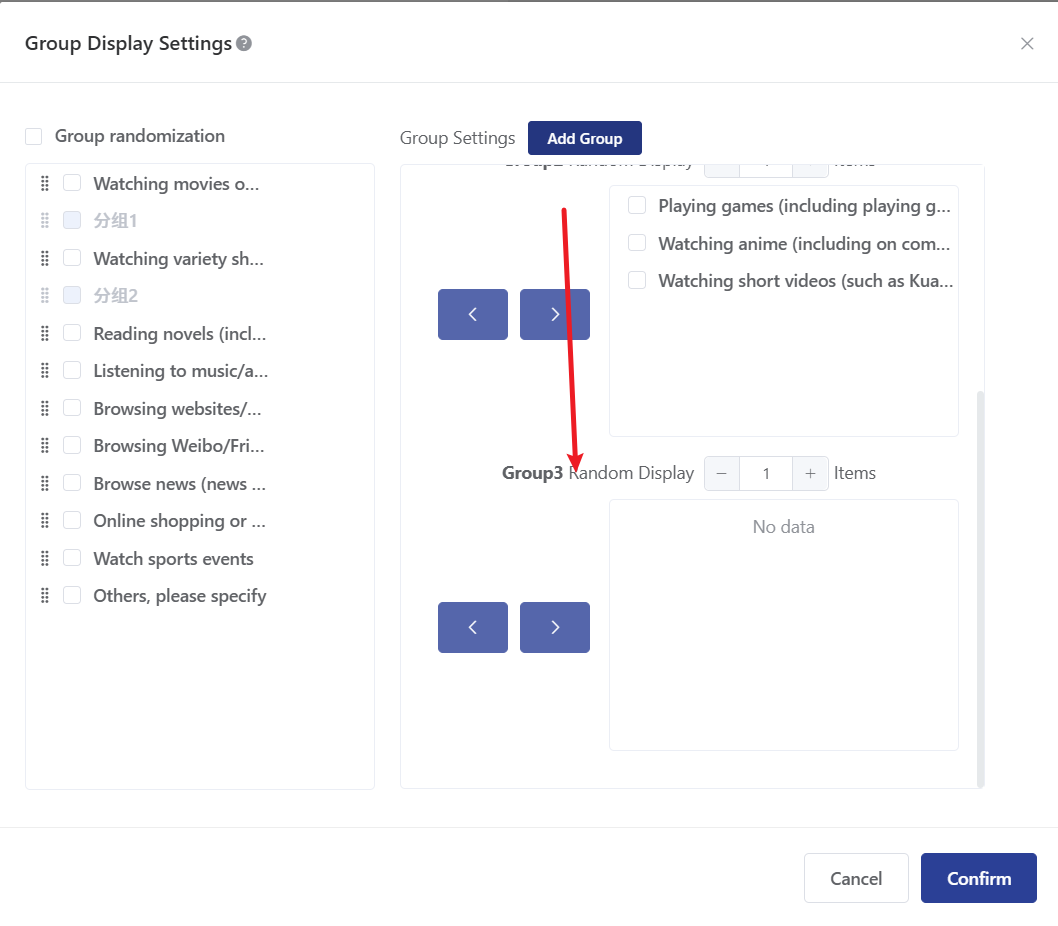 Group Display Settings
Group randomization
Watching movies o...
分组1
Watching variety sh...
分组2
Reading novels (incl...
Listening to music/a...
Browsing websites/...
Browsing Weibo/Fri...
Browse news (news ...
Online shopping or ...
Watch sports events
Others, please specify
Group Settings
Add Group
Group2 Random Display 1 Items
Playing games (including playing g...
Watching anime (including on com...
Watching short videos (such as Kua...
Group3 Random Display − 1 + Items
No data
Cancel
Confirm